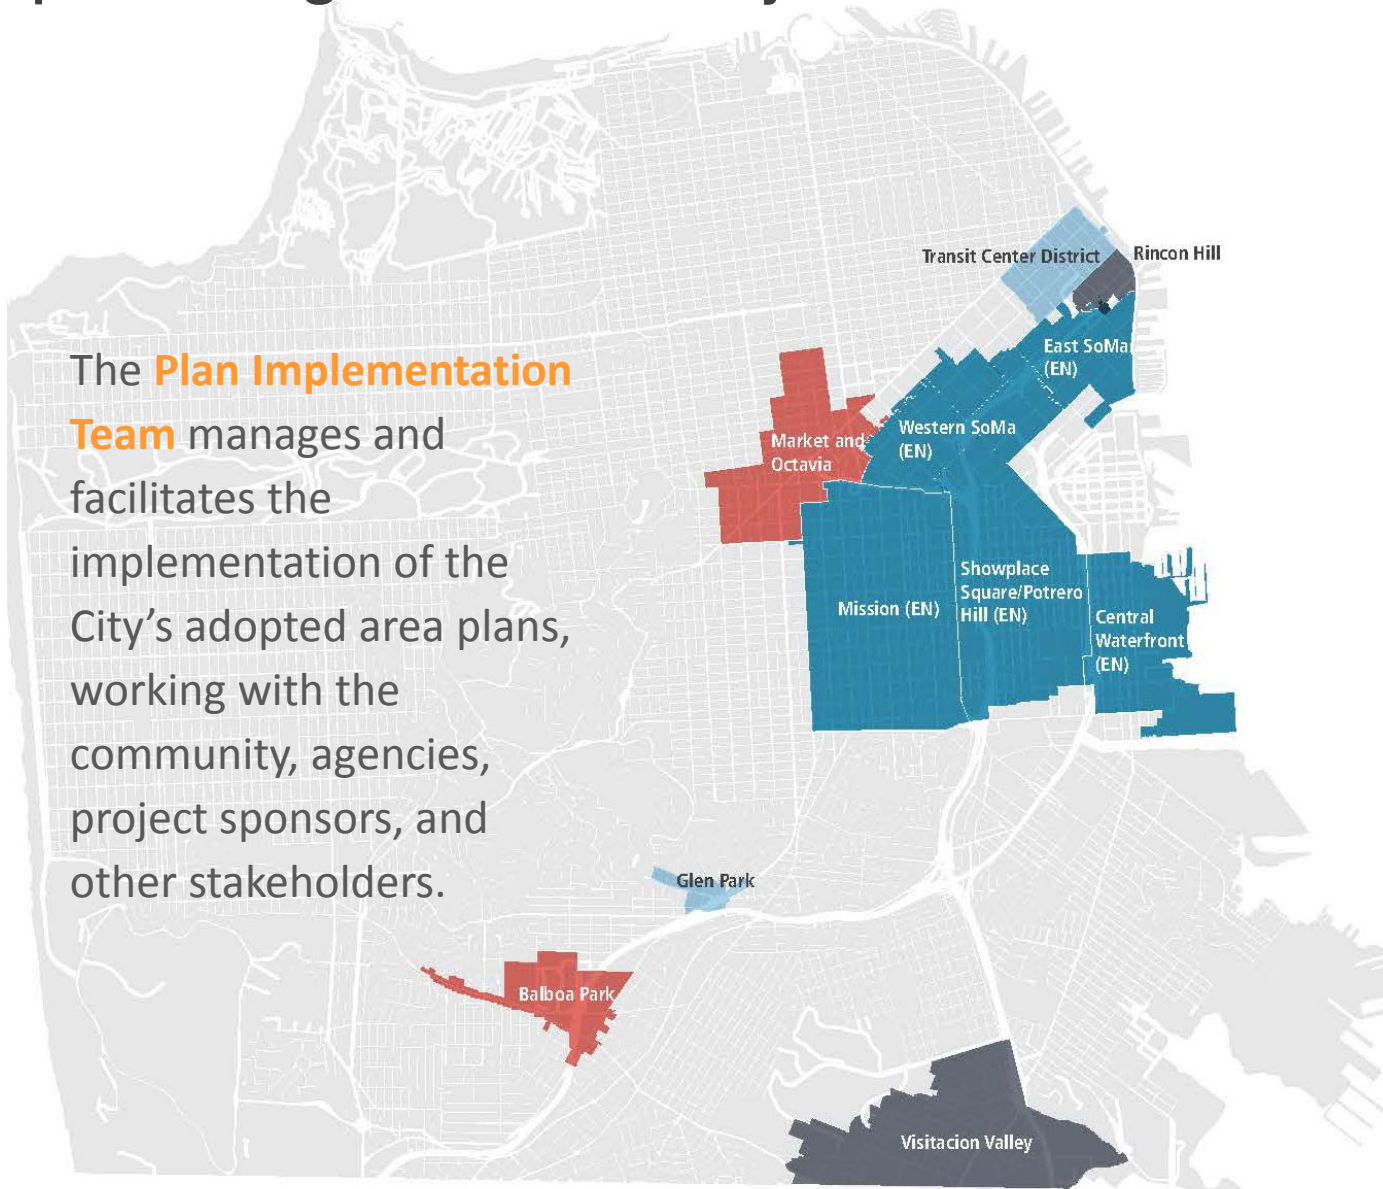 The Plan Implementation
Team manages and
facilitates the
implementation of the
City’s adopted area plans,
working with the
community, agencies,
project sponsors, and
other stakeholders.
Transit Center District
Rincon Hill
East SoMa
(EN)
Western SoMa
(EN)
Market and
Octavia
Mission (EN)
Showplace
Square/Potrero
Hill (EN)
Central
Waterfront
(EN)
Glen Park
Balboa Park
Visitacion Valley